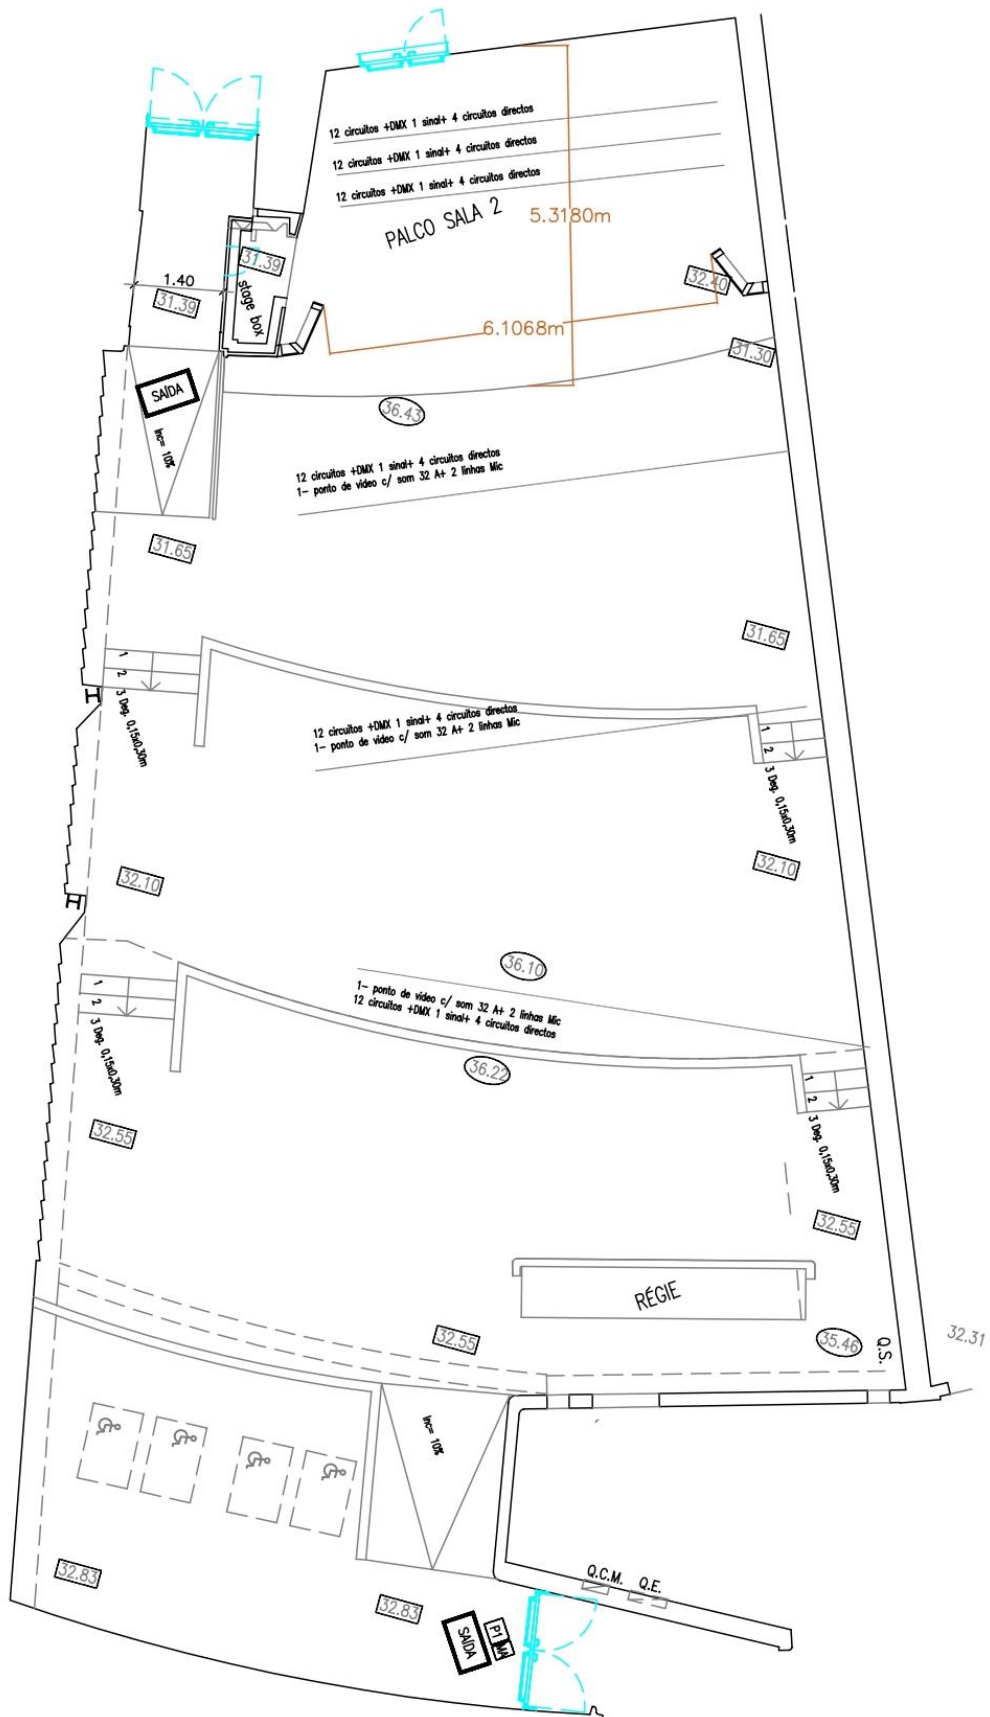 12 circuitos +DMX 1 sinal+ 4 circuitos directos
12 circuitos +DMX 1 sinal+ 4 circuitos directos
12 circuitos +DMX 1 sinal+ 4 circuitos directos
PALCO SALA 2
5.3180m
31.39
stage box
1.40
31.39
32.40
6.1068m
31.30
SAÍDA
Inc= 10%
36.43
12 circuitos +DMX 1 sinal+ 4 circuitos directos
1- ponto de vídeo c/ som 32 A+ 2 linhas Mic
31.65
31.65
1
2
3 Deg. 0,15x0,30m
12 circuitos +DMX 1 sinal+ 4 circuitos directos
1- ponto de vídeo c/ som 32 A+ 2 linhas Mic
1
2
3 Deg. 0,15x0,30m
32.10
32.10
36.10
1- ponto de vídeo c/ som 32 A+ 2 linhas Mic
12 circuitos +DMX 1 sinal+ 4 circuitos directos
1
2
3 Deg. 0,15x0,30m
36.22
1
2
3 Deg. 0,15x0,30m
32.55
32.55
RÉGIE
32.55
35.46
Q.S.
32.31
Inc= 10%
32.83
32.83
Q.C.M.
Q.E.
SAÍDA
P1